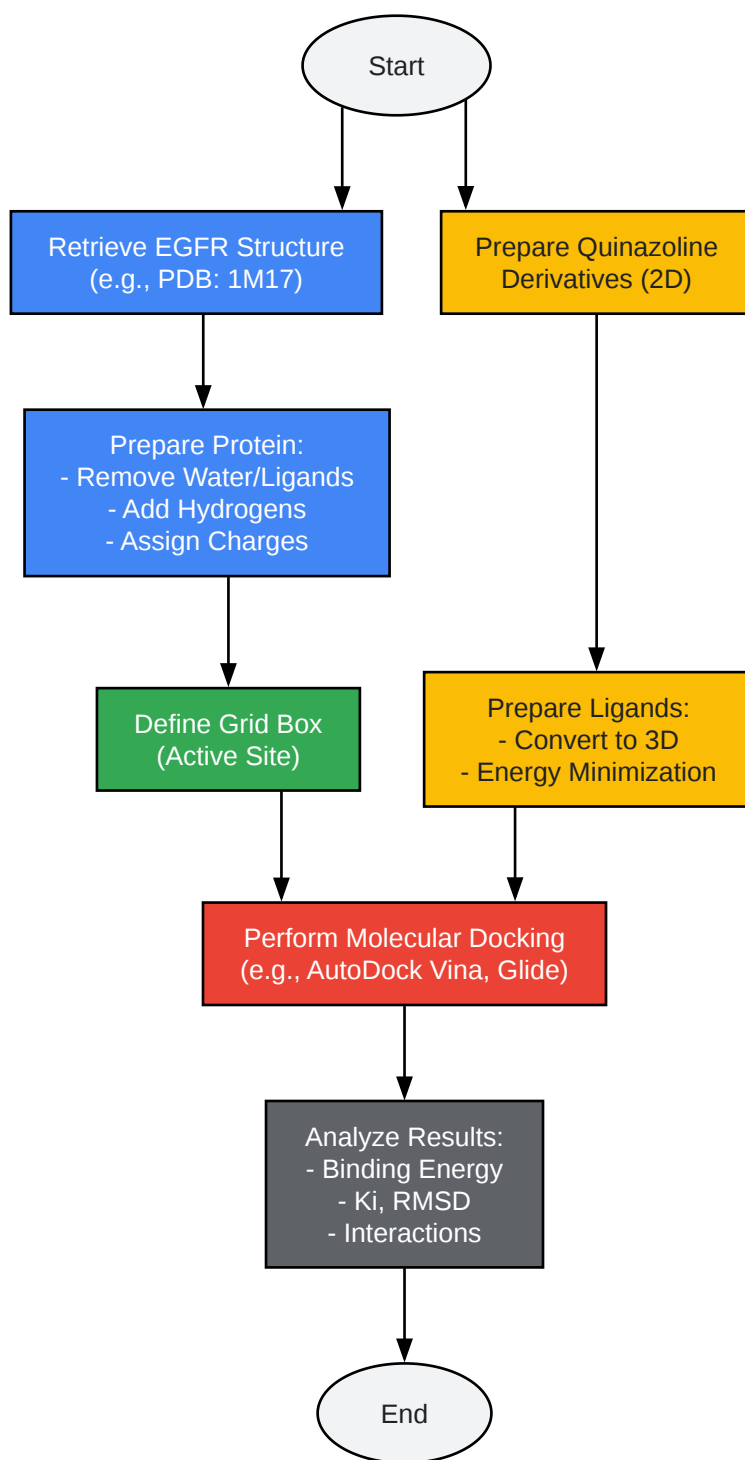 Start
Retrieve EGFR Structure
(e.g., PDB: 1M17)
Prepare Quinazoline
Derivatives (2D)
Prepare Protein:
- Remove Water/Ligands
- Add Hydrogens
- Assign Charges
Define Grid Box
(Active Site)
Prepare Ligands:
- Convert to 3D
- Energy Minimization
Perform Molecular Docking
(e.g., AutoDock Vina, Glide)
Analyze Results:
- Binding Energy
- Ki, RMSD
- Interactions
End